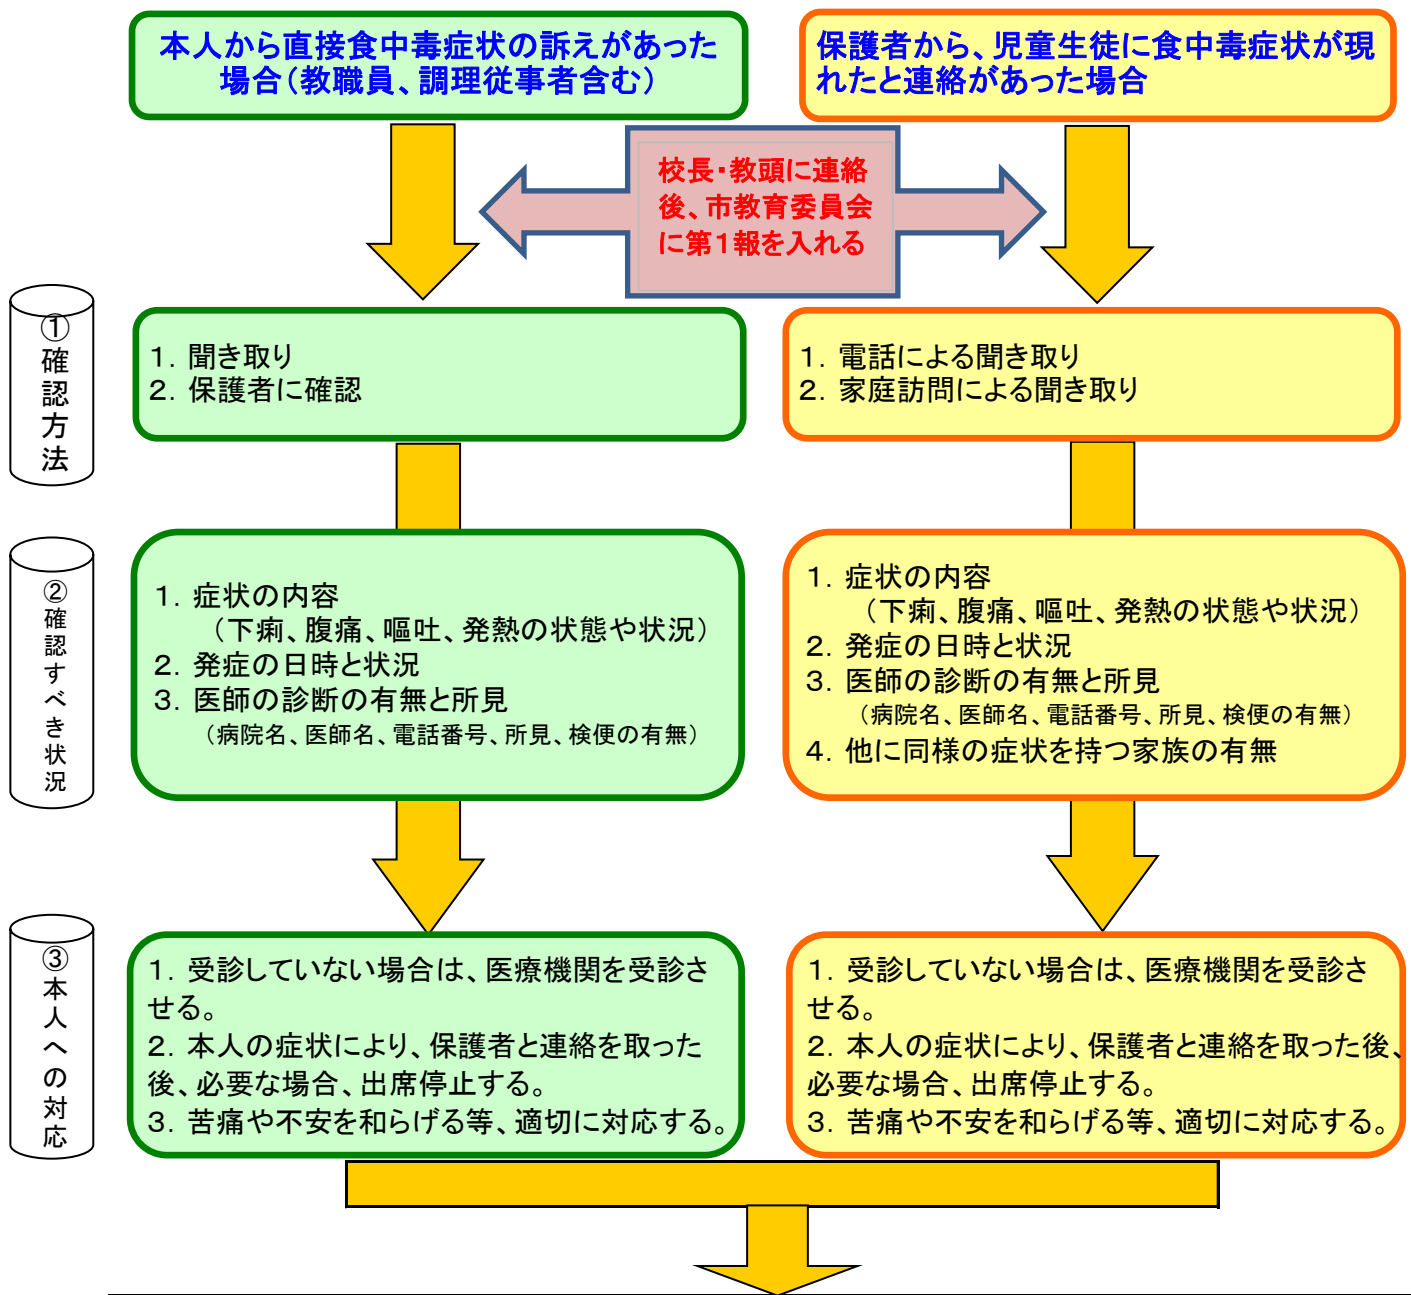 本人から直接食中毒症状の訴えがあった
場合(教職員、調理従事者含む)
保護者から、児童生徒に食中毒症状が現
れたと連絡があった場合
校長・教頭に連絡
後、市教育委員会
に第1報を入れる
①確認方法
1. 聞き取り
2. 保護者に確認
1. 電話による聞き取り
2. 家庭訪問による聞き取り
②確認すべき状況
1. 症状の内容
(下痢、腹痛、嘔吐、発熱の状態や状況)
2. 発症の日時と状況
3. 医師の診断の有無と所見
(病院名、医師名、電話番号、所見、検便の有無)
1. 症状の内容
(下痢、腹痛、嘔吐、発熱の状態や状況)
2. 発症の日時と状況
3. 医師の診断の有無と所見
(病院名、医師名、電話番号、所見、検便の有無)
4. 他に同様の症状を持つ家族の有無
③本人への対応
1. 受診していない場合は、医療機関を受診さ
せる。
2. 本人の症状により、保護者と連絡を取った
後、必要な場合、出席停止する。
3. 苦痛や不安を和らげる等、適切に対応する。
1. 受診していない場合は、医療機関を受診さ
せる。
2. 本人の症状により、保護者と連絡を取った後、
必要な場合、出席停止する。
3. 苦痛や不安を和らげる等、適切に対応する。